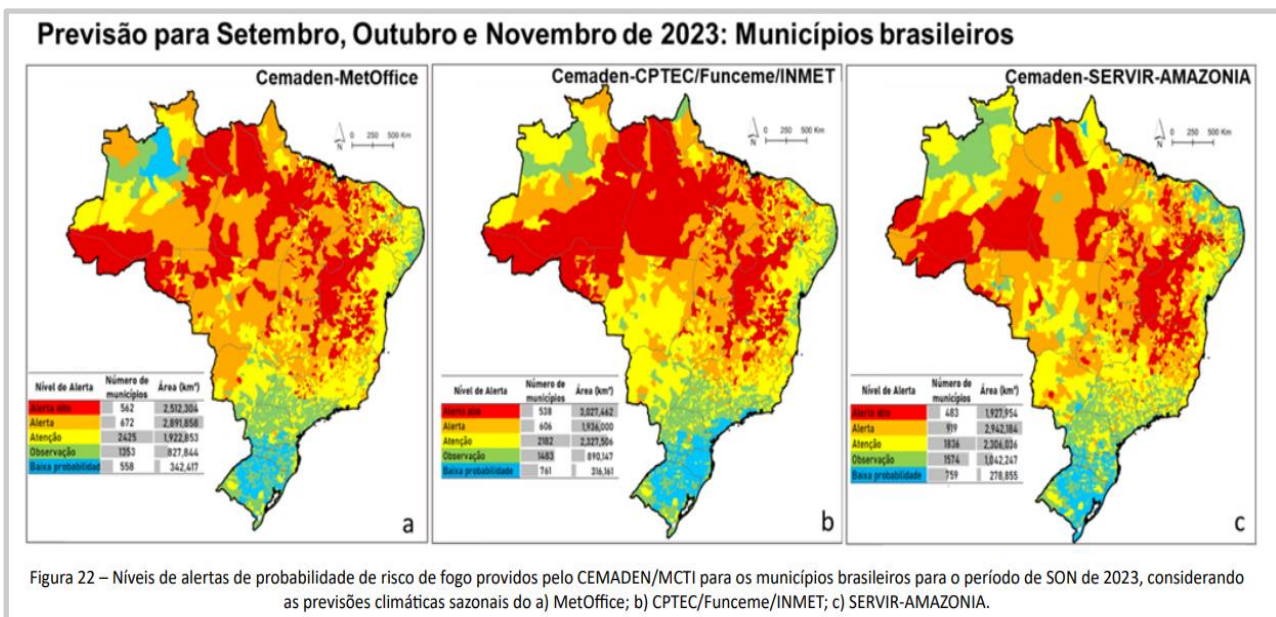 Previsão para Setembro, Outubro e Novembro de 2023: Municípios brasileiros
Cemaden-MetOffice
0 250 500 Km
N
Nível de Alerta Número de municípios Área (km²)
Alerta alto 562 2,512,304
Alerta 672 2,891,858
Atenção 2425 1,922,853
Observação 1353 827,844
Baixa probabilidad 558 342,417
a
Cemaden-CPTEC/Funceme/INMET
0 250 500 Km
N
Nível de Alerta Número de municípios Área (km²)
Alerta alto 538 3,027,462
Alerta 606 1,936,000
Atenção 2182 2,327,506
Observação 1483 890,147
Baixa probabilidade 761 316,161
b
Cemaden-SERVIR-AMAZONIA
0 250 500 Km
N
Nível de Alerta Número de municípios Área (km²)
Alerta alto 483 1,927,954
Alerta 919 2,942,184
Atenção 1836 2,306,036
Observação 1574 1,042,247
Baixa probabilidade 759 278,855
c
Figura 22 – Níveis de alertas de probabilidade de risco de fogo providos pelo CEMADEN/MCTI para os municípios brasileiros para o período de SON de 2023, considerando
as previsões climáticas sazonais do a) MetOffice; b) CPTEC/Funceme/INMET; c) SERVIR-AMAZONIA.